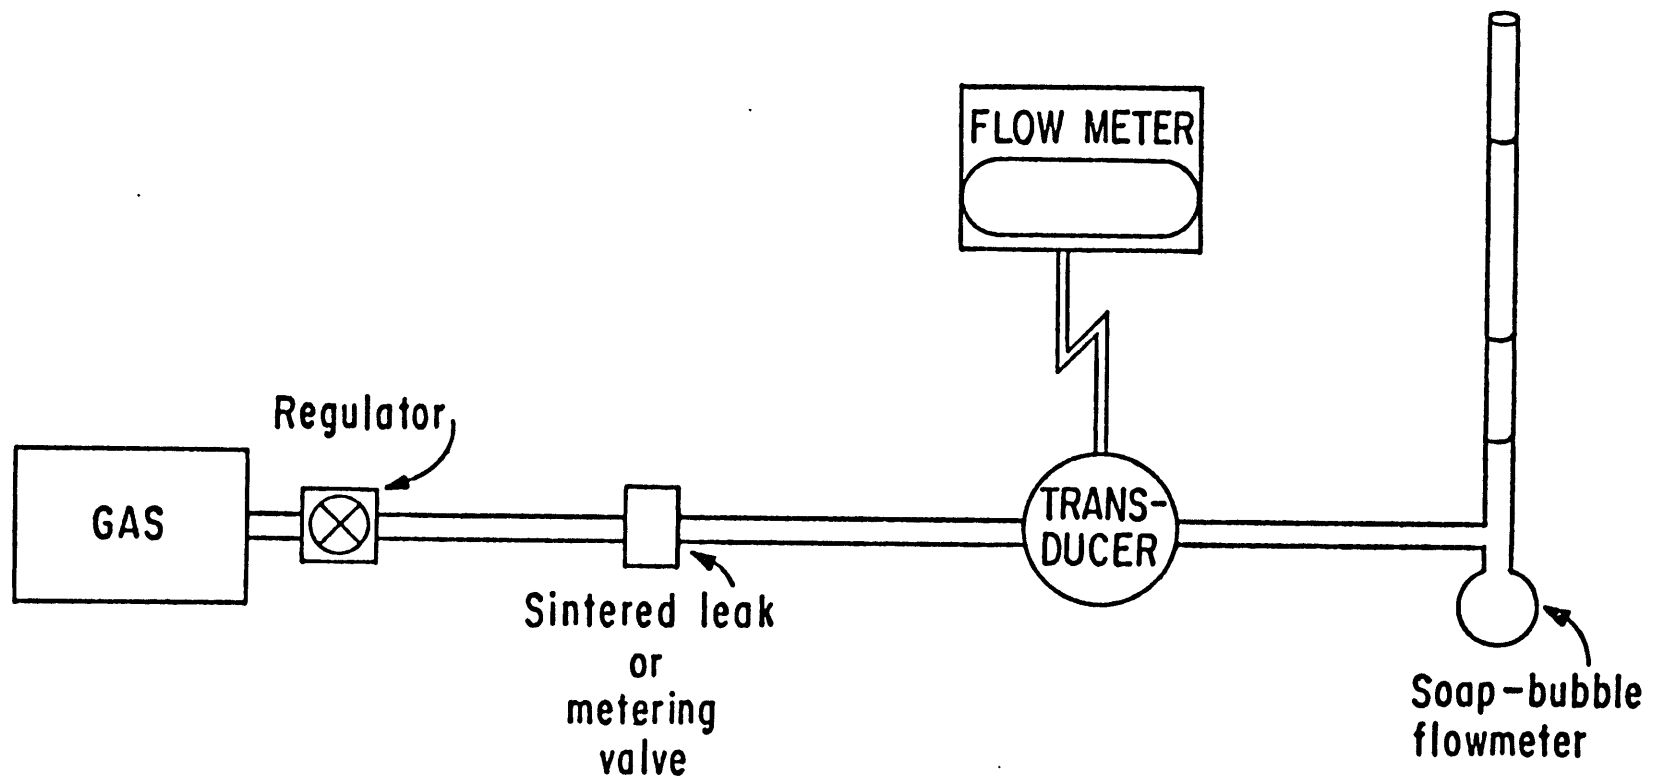 FLOW METER
Regulator
GAS
TRANS-
DUCER
Sintered leak
or
metering
valve
Soap-bubble
flowmeter